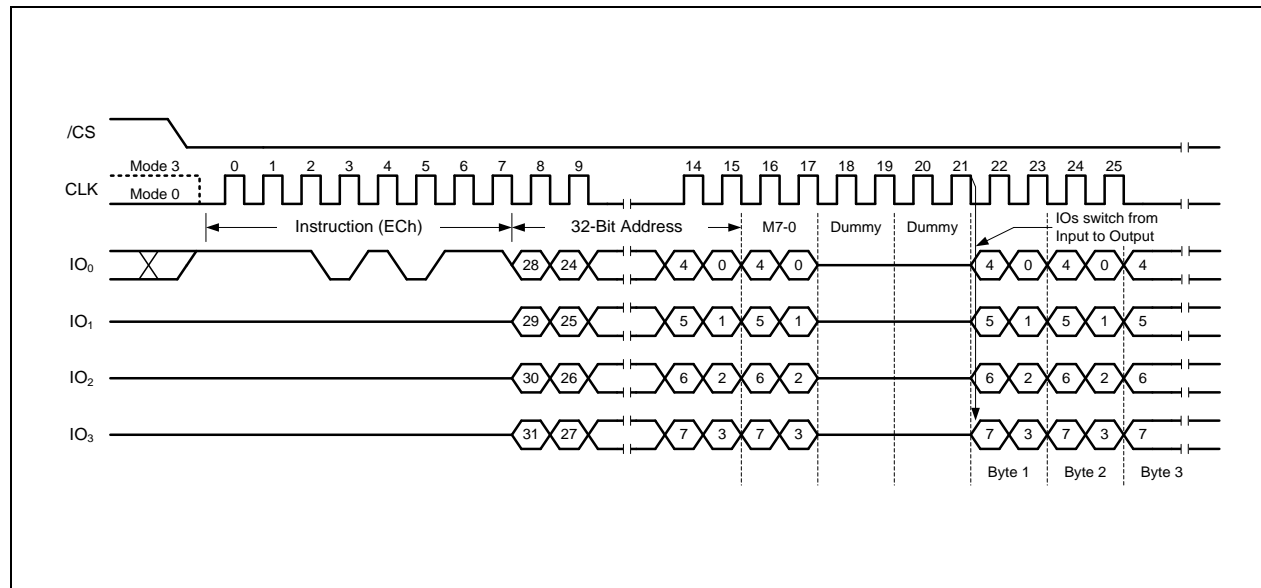 /CS
Mode 3 0 1 2 3 4 5 6 7 8 9 14 15 16 17 18 19 20 21 22 23 24 25
CLK Mode 0
Instruction (ECh) 32-Bit Address M7-0 Dummy Dummy IOs switch from
Input to Output
IO₀ 28 24 4 0 4 0 4 0 4 0 4
IO₁ 29 25 5 1 5 1 5 1 5 1 5
IO₂ 30 26 6 2 6 2 6 2 6 2 6
IO₃ 31 27 7 3 7 3 7 3 7 3 7
Byte 1 Byte 2 Byte 3